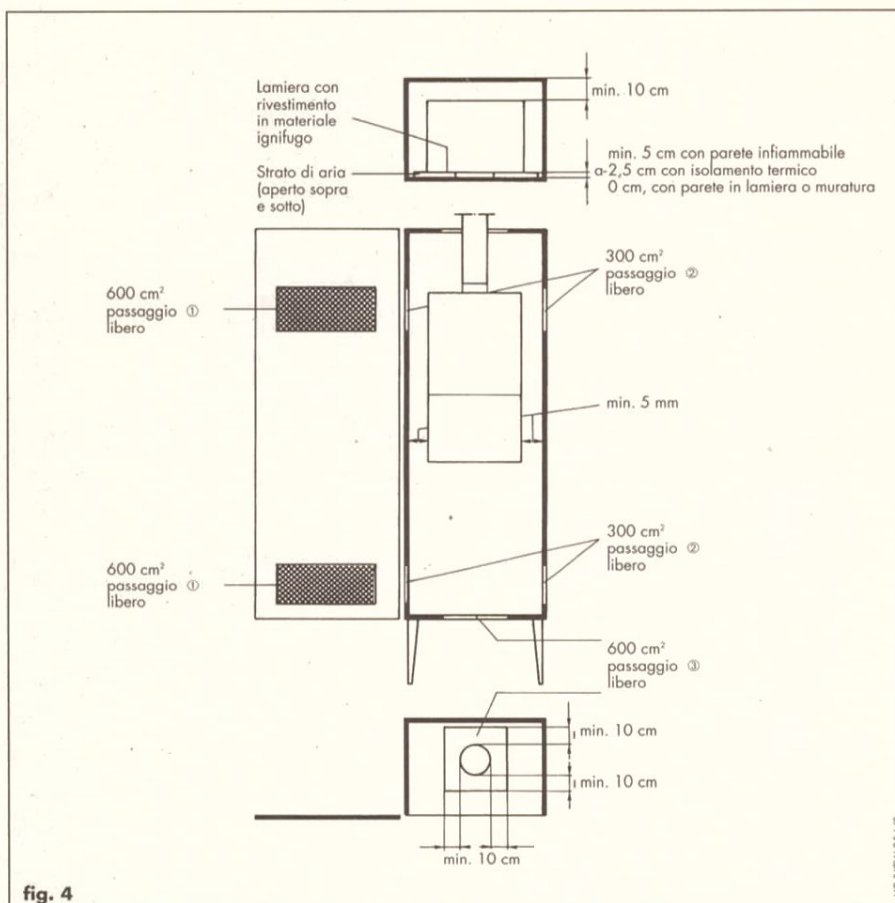 Lamiera con
rivestimento
in materiale
ignifugo
min. 10 cm
Strato di aria
(aperto sopra
e sotto)
min. 5 cm con parete infiammabile
a-2,5 cm con isolamento termico
0 cm, con parete in lamiera o muratura
600 cm²
passaggio ①
libero
300 cm²
passaggio ②
libero
min. 5 mm
600 cm²
passaggio ①
libero
300 cm²
passaggio ②
libero
600 cm²
passaggio ③
libero
min. 10 cm
min. 10 cm
min. 10 cm
fig. 4